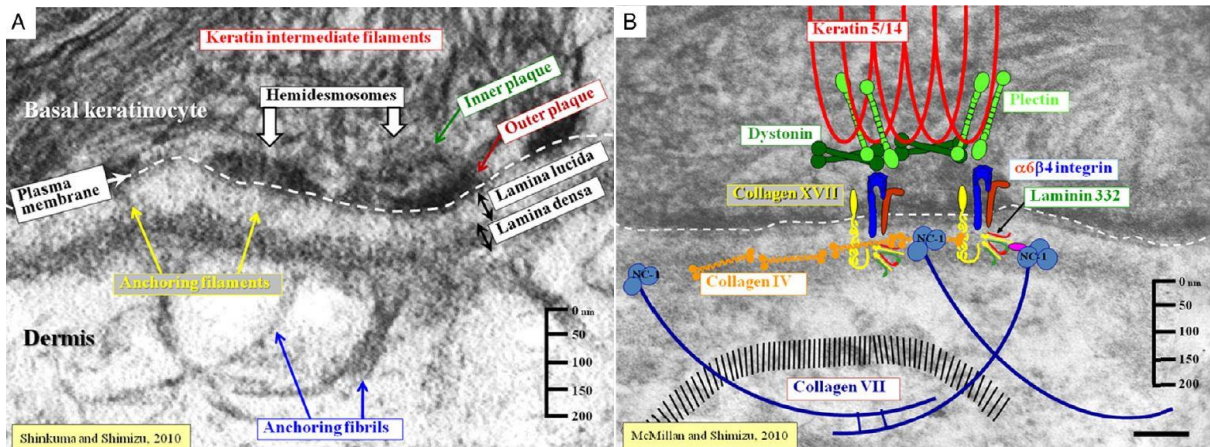 A
Keratin intermediate filaments
Basal keratinocyte
Hemidesmosomes
Inner plaque
Outer plaque
Plasma
membrane
Lamina lucida
Lamina densa
Anchoring filaments
Dermis
0 nm
50
100
150
200
Anchoring fibrils
Shinkuma and Shimizu, 2010
B
Keratin 5/14
Plectin
Dystonin
α6β4 integrin
Collagen XVII
Laminin 332
NC-1
NC-1
NC-1
Collagen IV
0 nm
50
100
150
200
Collagen VII
McMillan and Shimizu, 2010